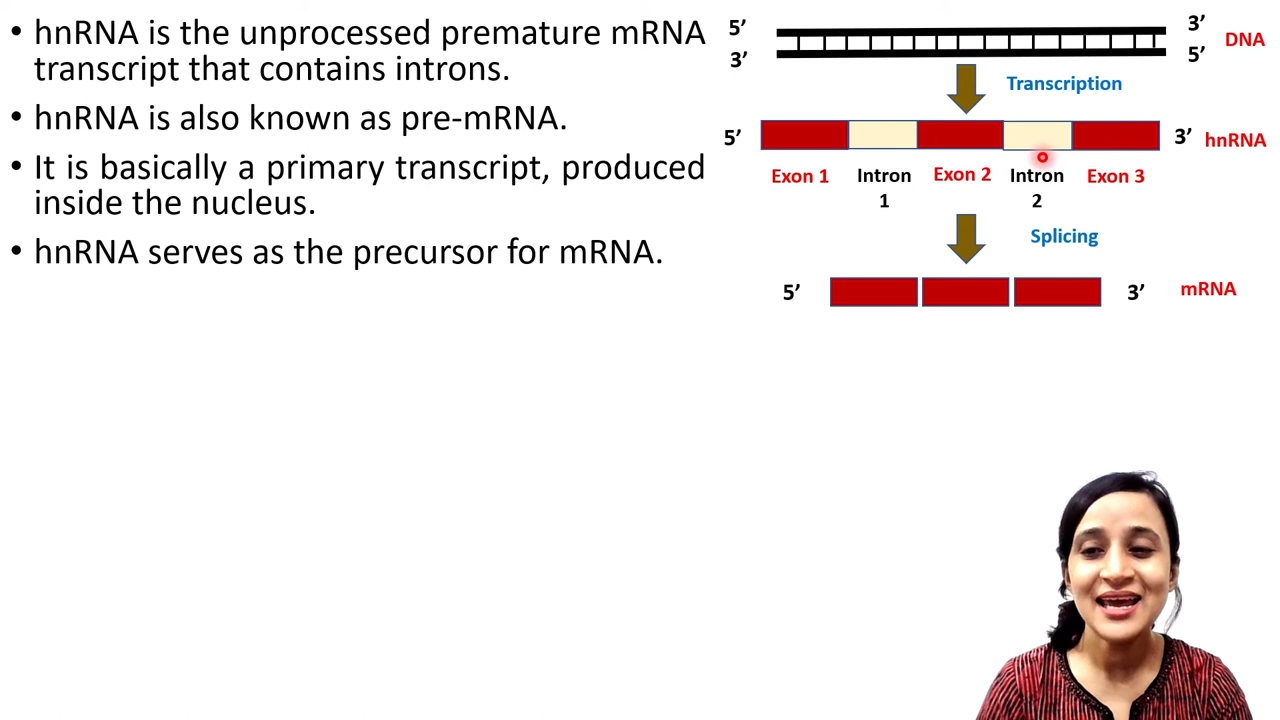 • hnRNA is the unprocessed premature mRNA
transcript that contains introns.
• hnRNA is also known as pre-mRNA.
• It is basically a primary transcript, produced
inside the nucleus.
• hnRNA serves as the precursor for mRNA.
5’ 3’
DNA
3’ 5’
Transcription
5’ 3’ hnRNA
Exon 1 Intron Exon 2 Intron Exon 3
1 2
Splicing
5’ 3’ mRNA